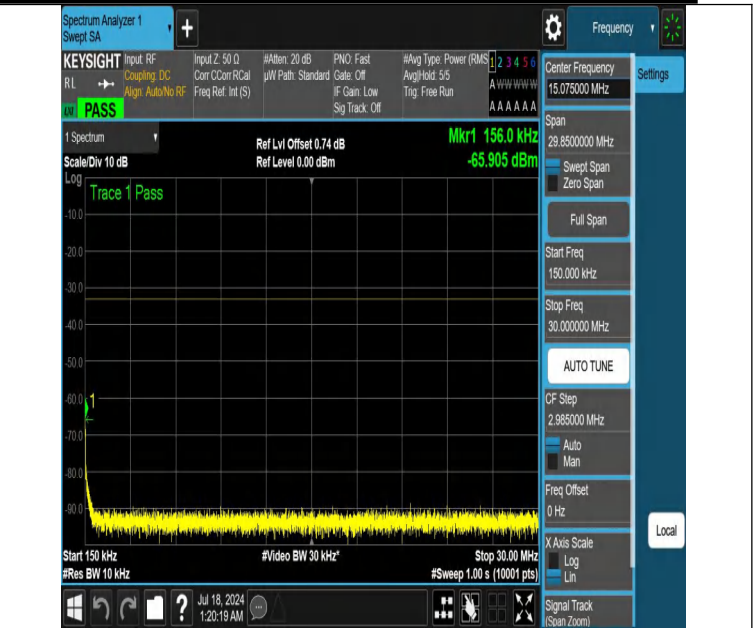 Spectrum Analyzer 1
Swept SA
+
Frequency
KEYSIGHT
RL
PASS
Input: RF
Coupling: DC
Align: Auto/No RF
Input Z: 50 Ω
Corr CCorr RCal
Freq Ref: Int (S)
#Atten: 20 dB
µW Path: Standard
PNO: Fast
Gate: Off
IF Gain: Low
Sig Track: Off
#Avg Type: Power (RMS
Avg|Hold: 5/5
Trig: Free Run
1 2 3 4 5 6
A W W W W W
A A A A A A
Center Frequency
15.075000 MHz
Settings
1 Spectrum
Scale/Div 10 dB
Ref Lvl Offset 0.74 dB
Ref Level 0.00 dBm
Mkr1 156.0 kHz
-65.905 dBm
Log
Trace 1 Pass
-10.0
-20.0
-30.0
-40.0
-50.0
-60.0
1
-70.0
-80.0
-90.0
Start 150 kHz
#Res BW 10 kHz
#Video BW 30 kHz*
Stop 30.00 MHz
#Sweep 1.00 s (10001 pts)
Span
29.8500000 MHz
Swept Span
Zero Span
Full Span
Start Freq
150.000 kHz
Stop Freq
30.000000 MHz
AUTO TUNE
CF Step
2.985000 MHz
Auto
Man
Freq Offset
0 Hz
X Axis Scale
Log
Lin
Signal Track
(Span Zoom)
Local
?
Jul 18, 2024
1:20:19 AM